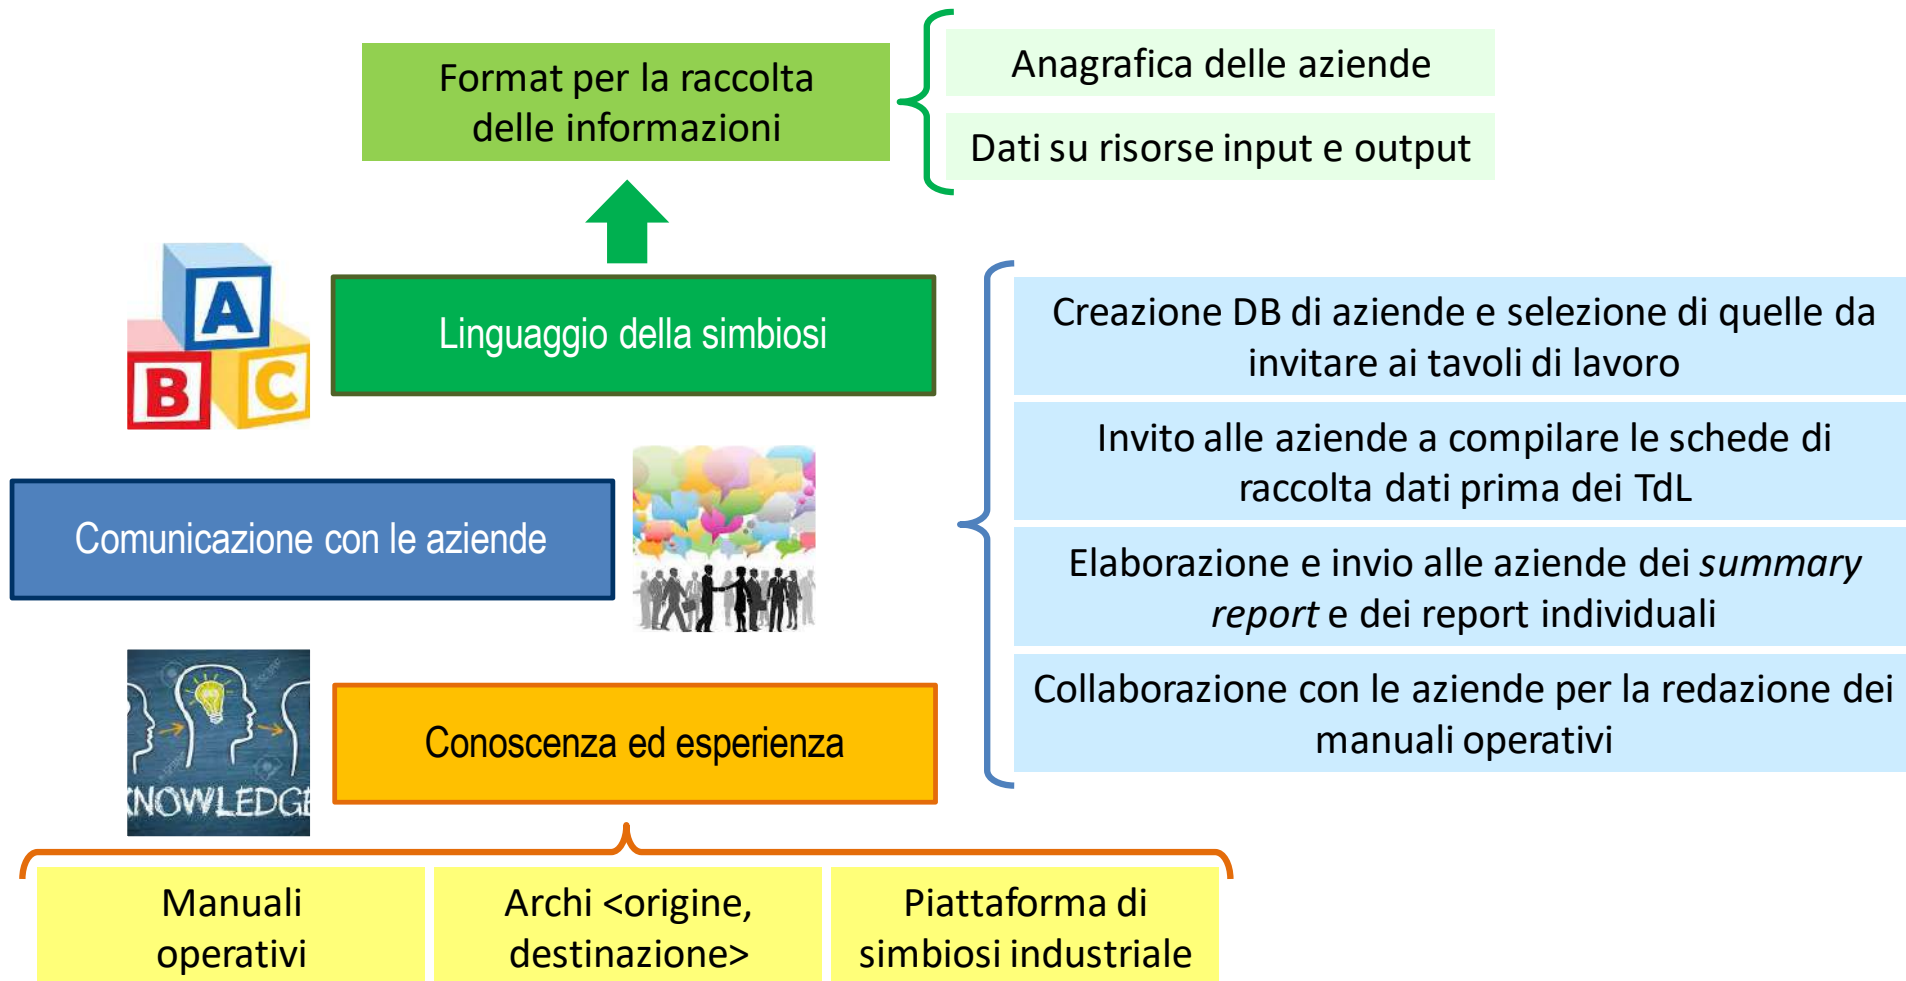 Format per la raccolta
delle informazioni
Anagrafica delle aziende
Dati su risorse input e output
A
B
C
Linguaggio della simbiosi
Comunicazione con le aziende
Creazione DB di aziende e selezione di quelle da
invitare ai tavoli di lavoro
Invito alle aziende a compilare le schede di
raccolta dati prima dei TdL
Elaborazione e invio alle aziende dei summary
report e dei report individuali
Collaborazione con le aziende per la redazione dei
manuali operativi
KNOWLEDGE
Conoscenza ed esperienza
Manuali
operativi
Archi <origine,
destinazione>
Piattaforma di
simbiosi industriale